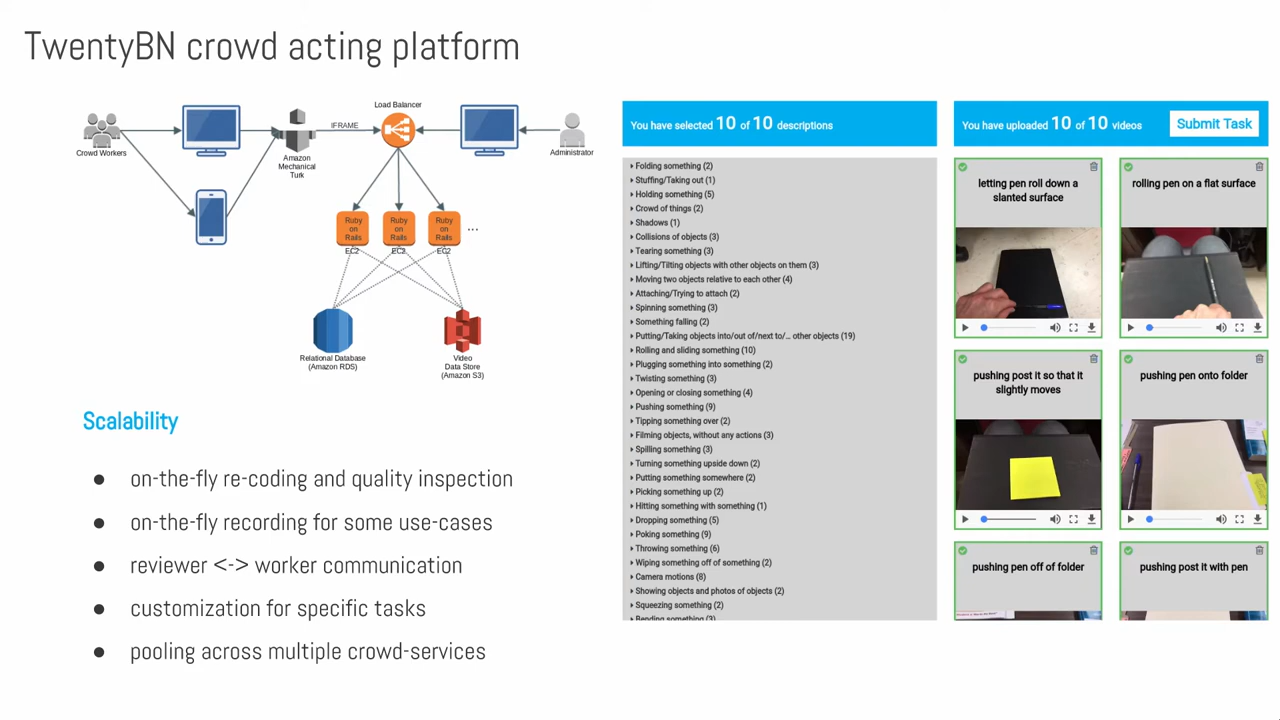 TwentyBN crowd acting platform
Crowd Workers
Amazon
Mechanical
Turk
IFRAME
Load Balancer
Administrator
Ruby
on
Rails
EC2
Ruby
on
Rails
EC2
Ruby
on
Rails
EC2
...
Relational Database
(Amazon RDS)
Video
Data Store
(Amazon S3)
Scalability
● on-the-fly re-coding and quality inspection
● on-the-fly recording for some use-cases
● reviewer <-> worker communication
● customization for specific tasks
● pooling across multiple crowd-services
You have selected 10 of 10 descriptions
Folding something (2)
Stuffing/Taking out (1)
Holding something (5)
Crowd of things (2)
Shadows (1)
Collisions of objects (3)
Tearing something (3)
Lifting/Tilting objects with other objects on them (3)
Moving two objects relative to each other (4)
Attaching/Trying to attach (2)
Spinning something (3)
Something falling (2)
Putting/Taking objects into/out of/next to/... other objects (19)
Rolling and sliding something (10)
Plugging something into something (2)
Twisting something (3)
Opening or closing something (4)
Pushing something (9)
Tipping something over (2)
Filming objects, without any actions (3)
Spilling something (3)
Turning something upside down (2)
Putting something somewhere (2)
Picking something up (2)
Hitting something with something (1)
Dropping something (5)
Poking something (9)
Throwing something (6)
Wiping something off of something (2)
Camera motions (8)
Showing objects and photos of objects (2)
Squeezing something (2)
Bending something (3)
You have uploaded 10 of 10 videos
Submit Task
letting pen roll down a
slanted surface
rolling pen on a flat surface
pushing post it so that it
slightly moves
pushing pen onto folder
pushing pen off of folder
pushing post it with pen